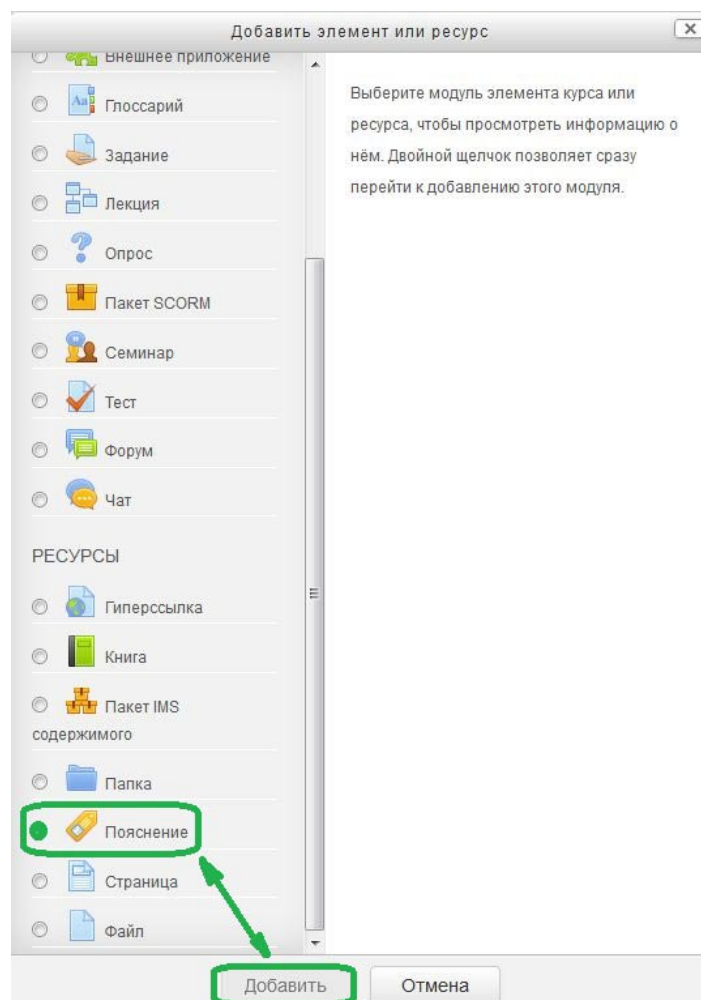 Добавить элемент или ресурс
Внешнее приложение
Глоссарий
Задание
Лекция
Опрос
Пакет SCORM
Семинар
Тест
Форум
Чат
РЕСУРСЫ
Гиперссылка
Книга
Пакет IMS
содержимого
Папка
Пояснение
Страница
Файл
Выберите модуль элемента курса или
ресурса, чтобы просмотреть информацию о
нём. Двойной щелчок позволяет сразу
перейти к добавлению этого модуля.
Добавить
Отмена